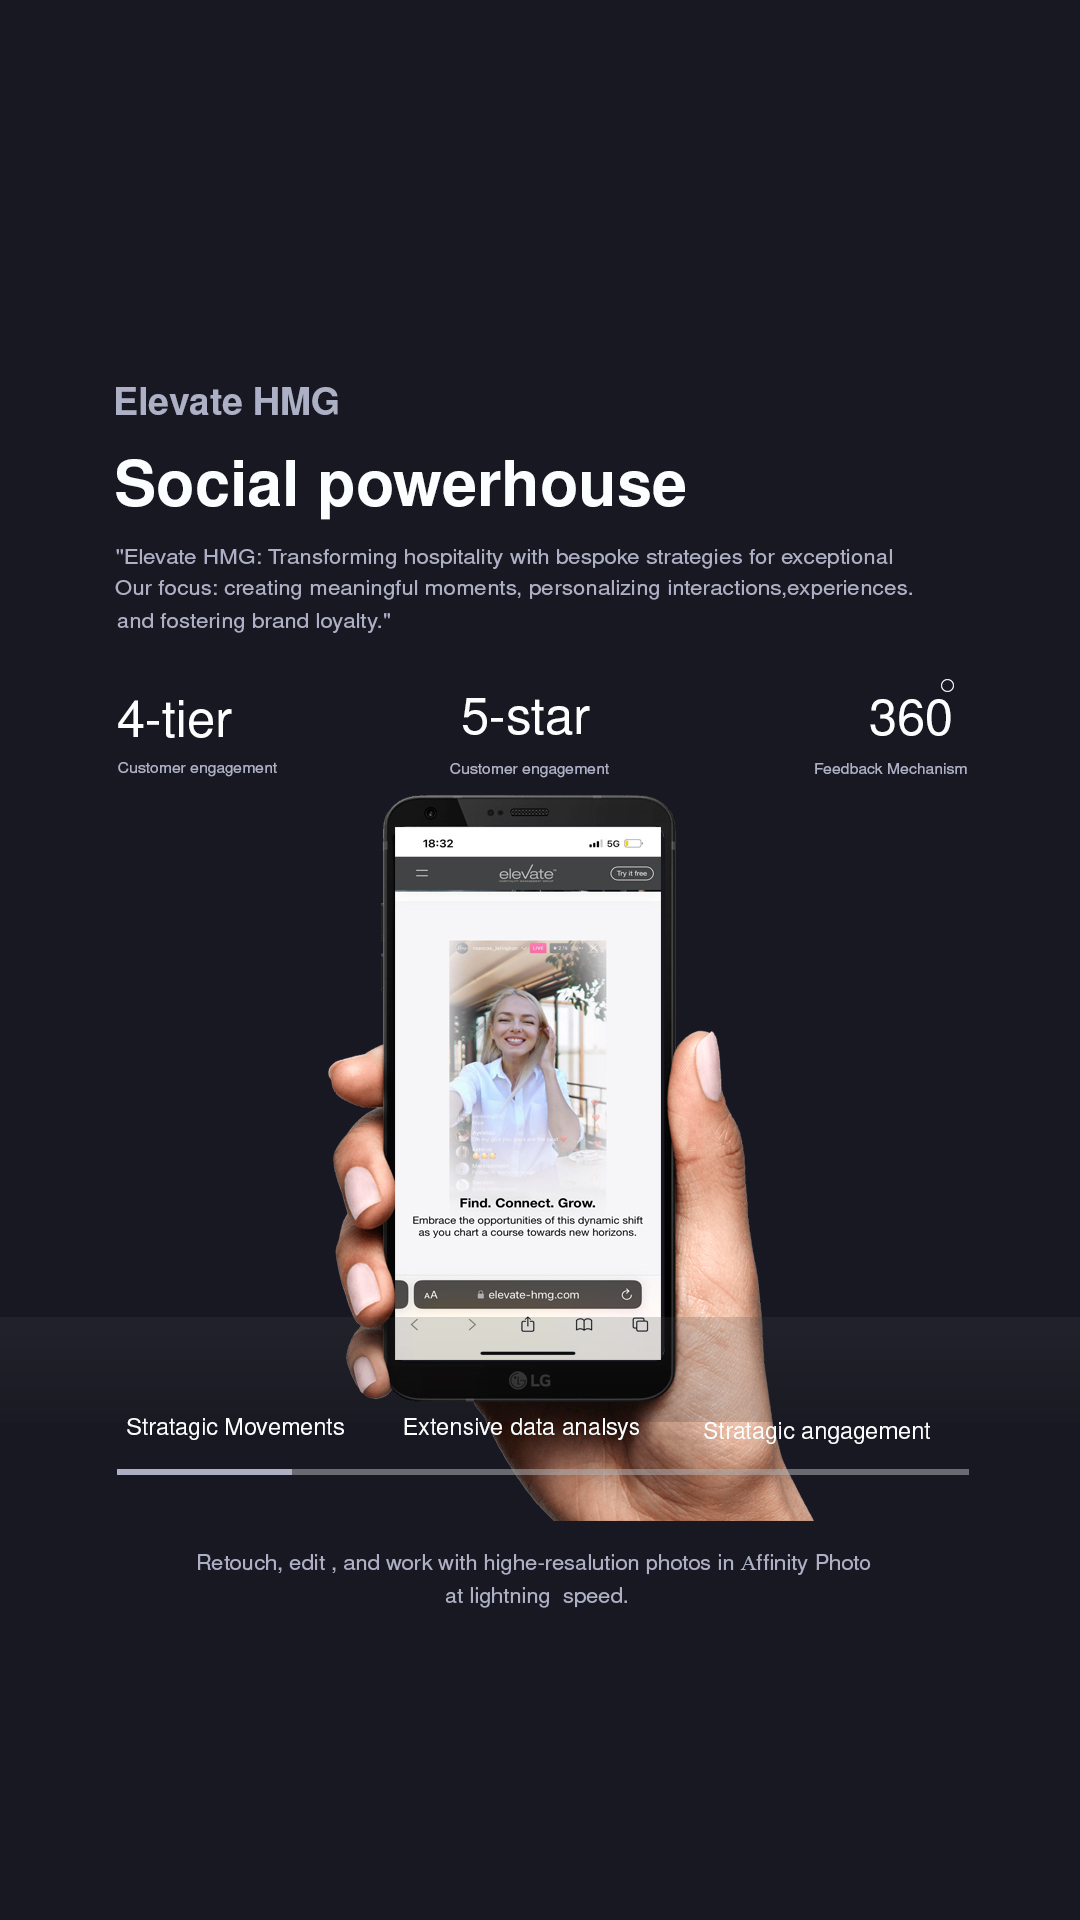 Elevate HMG
Social powerhouse
"Elevate HMG: Transforming hospitality with bespoke strategies for exceptional
Our focus: creating meaningful moments, personalizing interactions,experiences.
and fostering brand loyalty."
4-tier
5-star
360°
Customer engagement
Customer engagement
Feedback Mechanism
18:32
5G
elevate
Try it free
LIVE
Find. Connect. Grow.
Embrace the opportunities of this dynamic shift
as you chart a course towards new horizons.
AA
elevate-hmg.com
LG
Stratagic Movements
Extensive data analsys
Stratagic angagement
Retouch, edit , and work with highe-resalution photos in Affinity Photo
at lightning  speed.